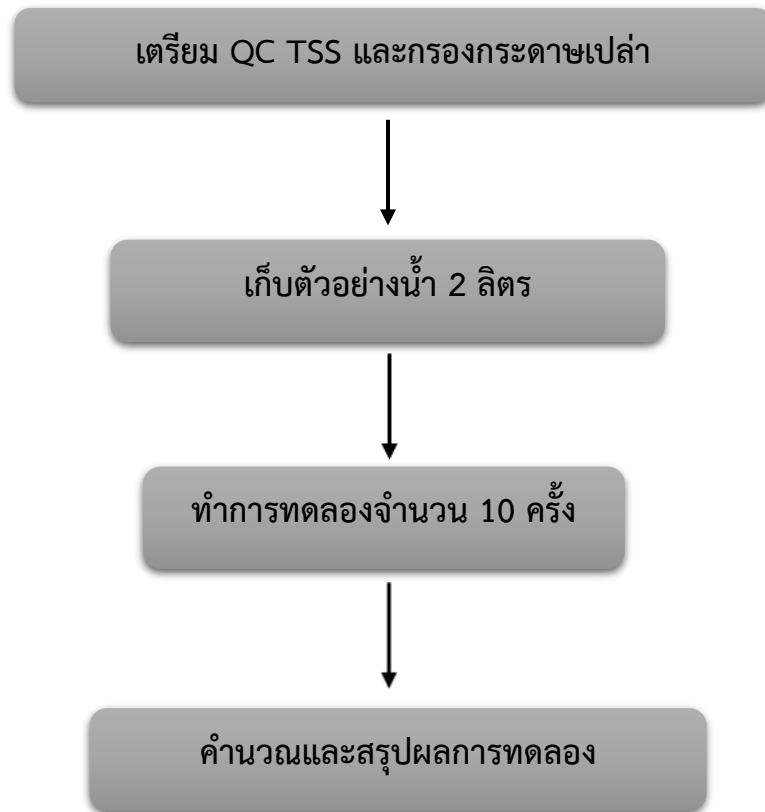 เตรียม QC TSS และกรองกระดาษเปล่า
เก็บตัวอย่างน้ำ 2 ลิตร
ทำการทดลองจำนวน 10 ครั้ง
คำนวณและสรุปผลการทดลอง